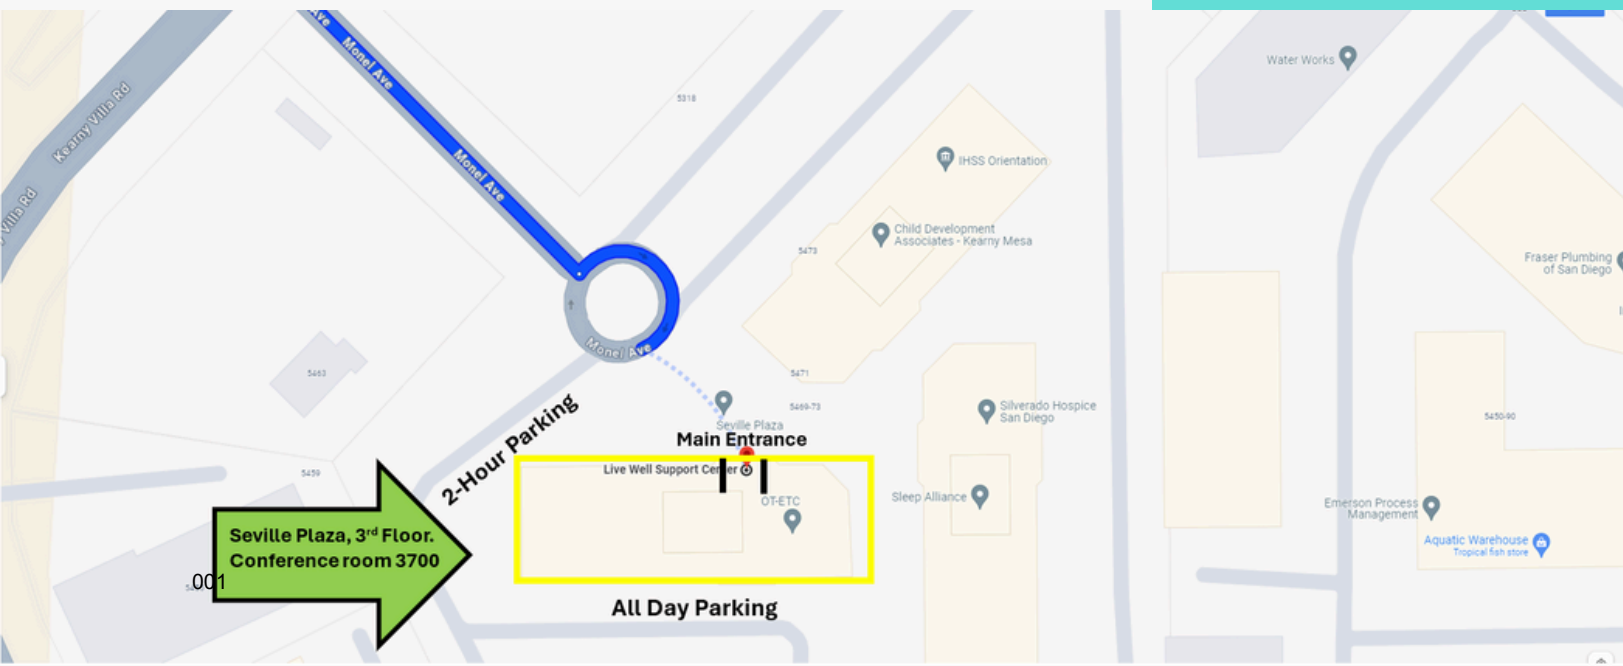 Ave
Monel Ave
Kearny Villa Rd
Monel Ave
Villa Rd
Monel Ave
5318
Water Works
IHSS Orientation
Child Development
Associates - Kearny Mesa
5473
Fraser Plumbing
of San Diego
5463
5471
5469-73
Seville Plaza
Main Entrance
Live Well Support Center
OT-ETC
Silverado Hospice
San Diego
Sleep Alliance
5450-90
Emerson Process
Management
Aquatic Warehouse
Tropical fish store
2-Hour Parking
5459
Seville Plaza, 3rd Floor.
Conference room 3700
001
All Day Parking